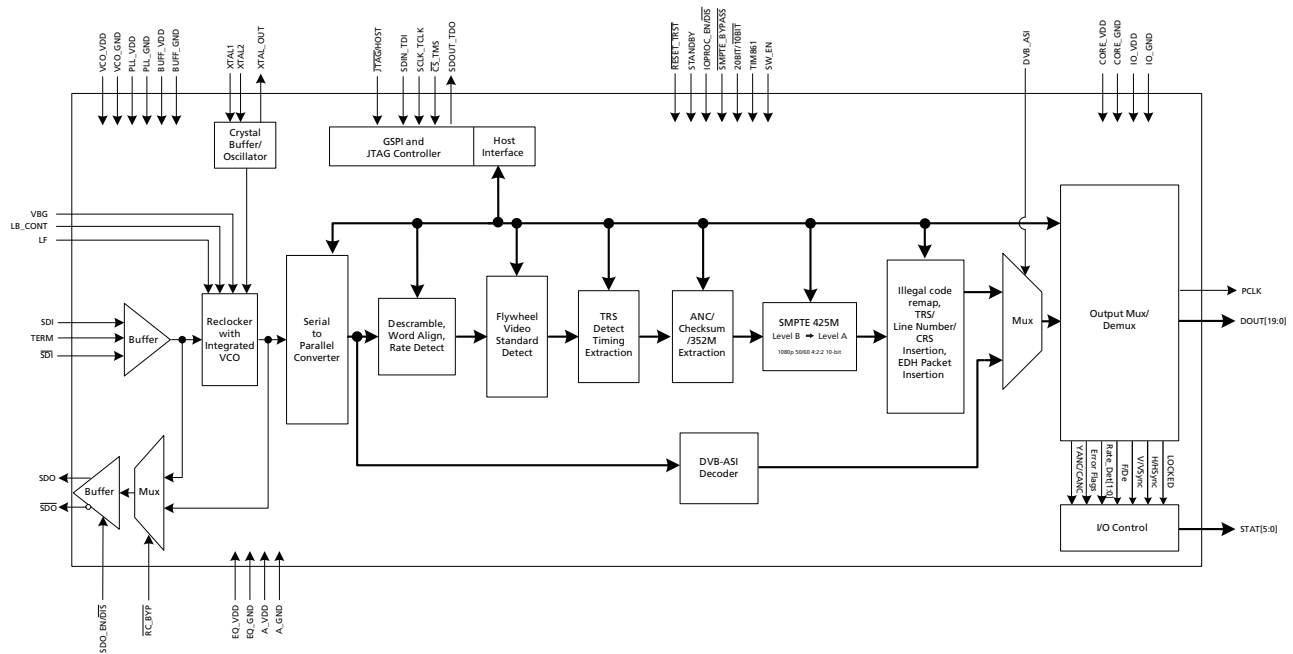 VCO_VDD
VCO_GND
PLL_VDD
PLL_GND
BUFF_VDD
BUFF_GND
XTAL1
XTAL2
XTAL_OUT
JTAG/HOST
SDIN_TDI
SCLK_TCLK
CS_TMS
SDOUT_TDO
RESET_TRST
STANDBY
IOPROC_EN/DIS
SMPTE_BYPASS
20BIT/10BIT
TIM861
SW_EN
DVB_ASI
CORE_VDD
CORE_GND
IO_VDD
IO_GND
Crystal
Buffer/
Oscillator
GSPI and
JTAG Controller
Host
Interface
VBG
LB_CONT
LF
SDI
TERM
SDI
Buffer
Reclocker
with
Integrated
VCO
Serial
to
Parallel
Converter
Descramble,
Word Align,
Rate Detect
Flywheel
Video
Standard
Detect
TRS
Detect
Timing
Extraction
ANC/
Checksum
/352M
Extraction
SMPTE 425M
Level B ➡ Level A
1080p 50/60 4:2:2 10-bit
Illegal code
remap,
TRS/
Line Number/
CRS
Insertion,
EDH Packet
Insertion
Mux
Output Mux/
Demux
PCLK
DOUT[19:0]
DVB-ASI
Decoder
YANC/CANC
Error Flags
Rate_Det[1:0]
F/De
V/VSync
H/HSync
LOCKED
I/O Control
STAT[5:0]
SDO
SDO
Buffer
Mux
SDO_EN/DIS
RC_BYP
EQ_VDD
EQ_GND
A_VDD
A_GND